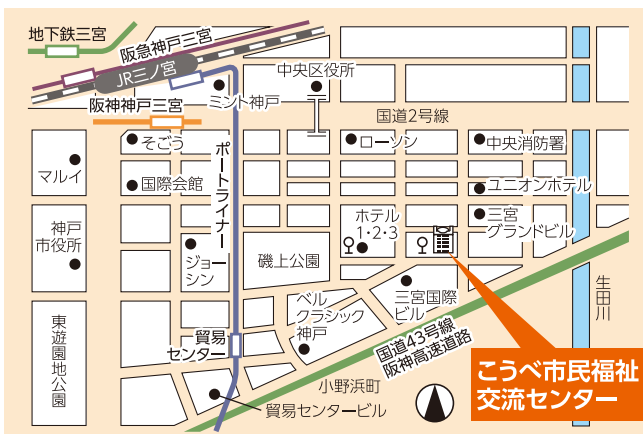 地下鉄三宮
阪急神戸三宮
JR三ノ宮
中央区役所
ミント神戸
阪神神戸三宮
国道2号線
そごう
ローソン
中央消防署
マルイ
国際会館
ポートライナー
ユニオンホテル
神戸
市役所
ホテル
1・2・3
三宮
グランドビル
ジョー
シン
磯上公園
三宮国際
ビル
生田川
ベル
クラシック
神戸
東遊園地公園
貿易
センター
国道43号線
阪神高速道路
こうべ市民福祉
交流センター
小野浜町
貿易センタービル